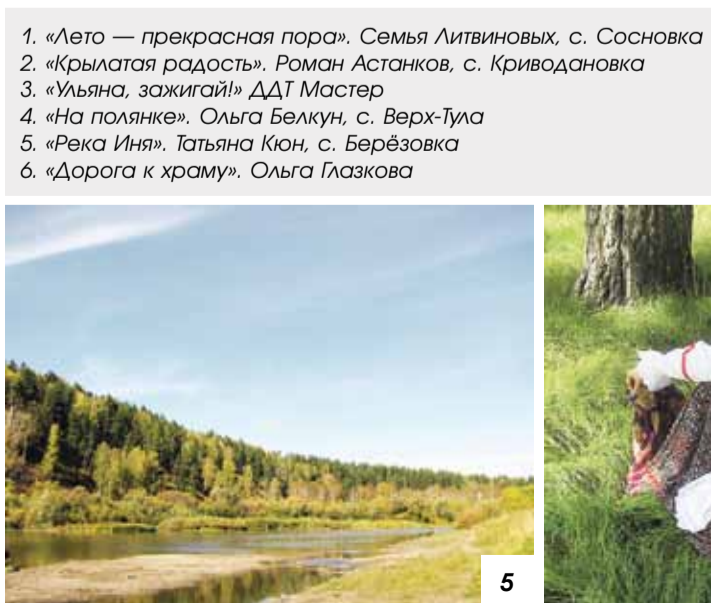 1. «Лето — прекрасная пора». Семья Литвиновых, с. Сосновка
2. «Крылатая радость». Роман Астанков, с. Криводановка
3. «Ульяна, зажигай!» ДДТ Мастер
4. «На полянке». Ольга Белкун, с. Верх-Тула
5. «Река Иня». Татьяна Кюн, с. Берёзовка
6. «Дорога к храму». Ольга Глазкова
5